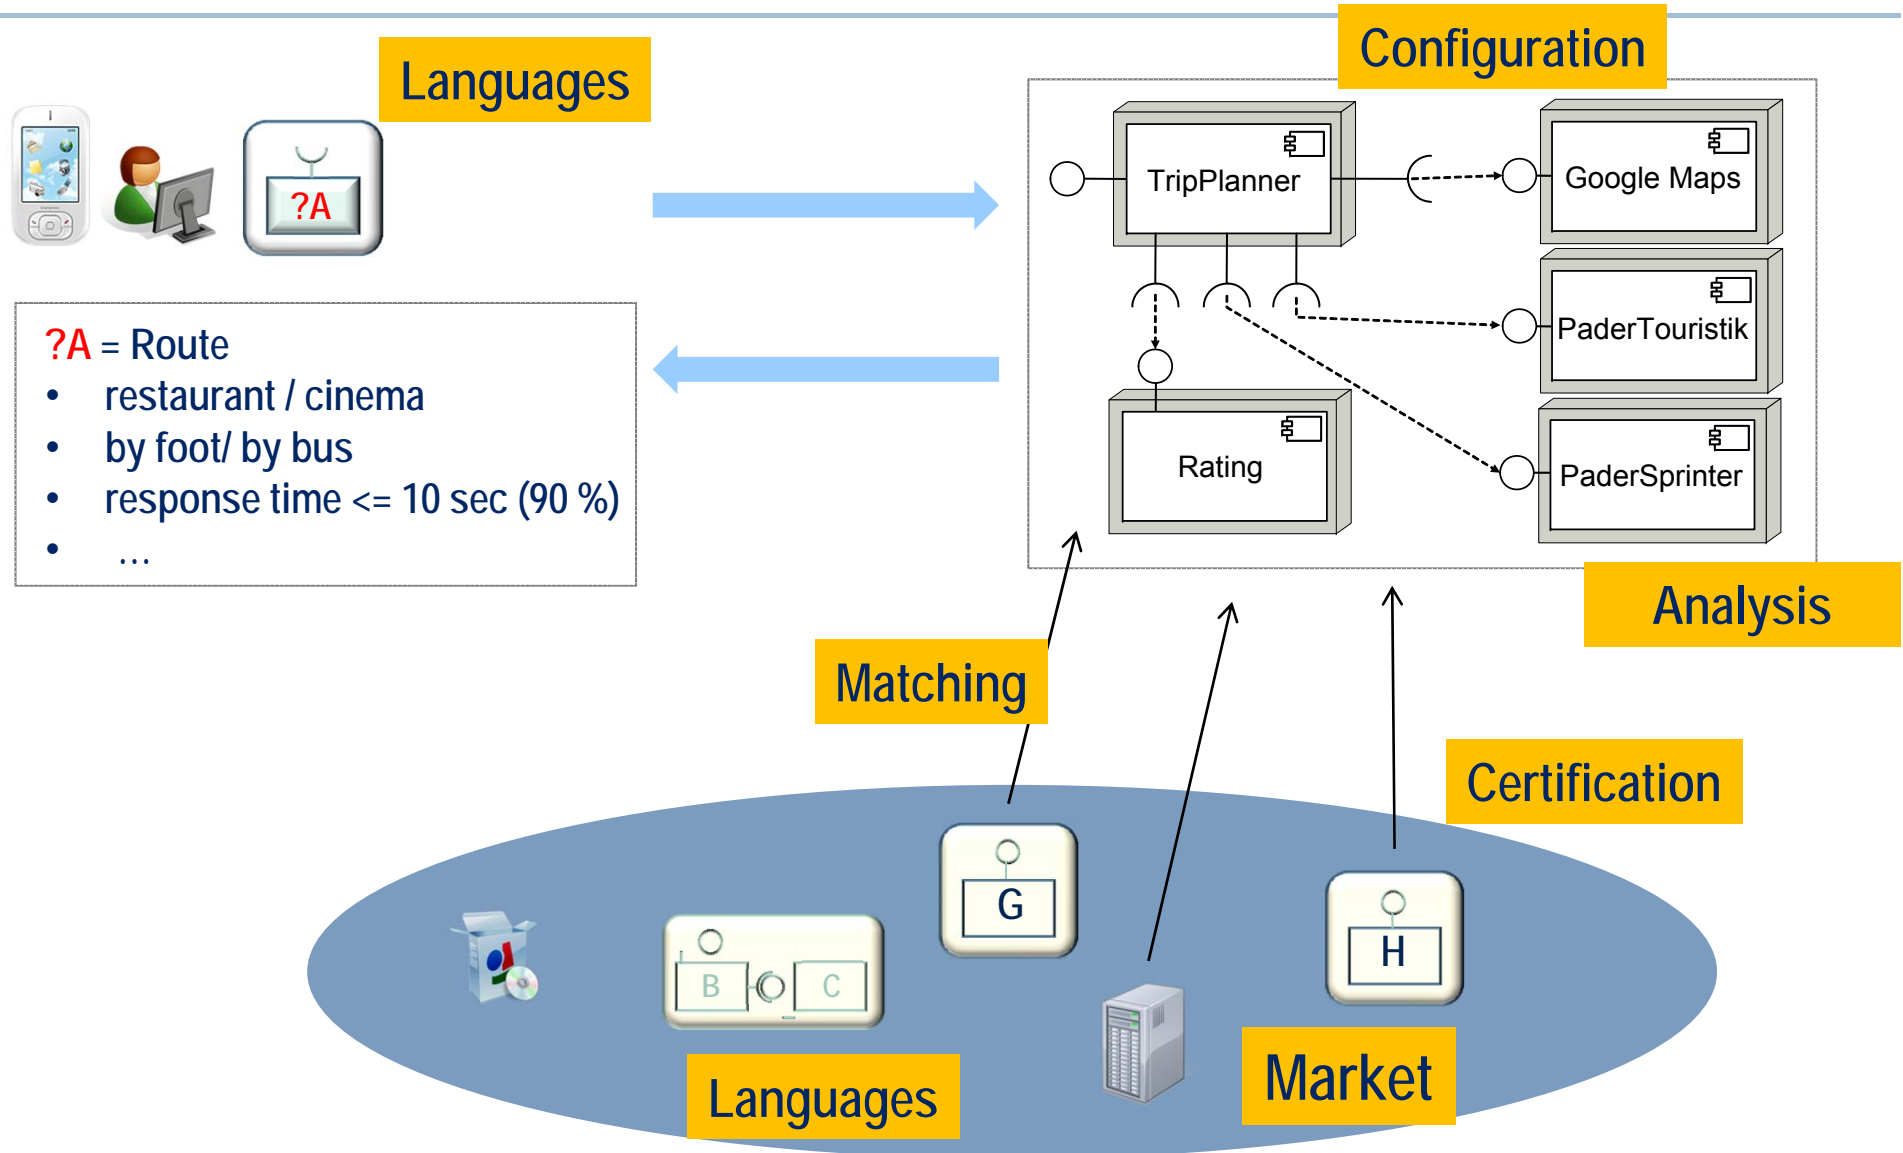 Configuration
Languages
?A
TripPlanner
Google Maps
PaderTouristik
Rating
PaderSprinter
?A = Route
• restaurant / cinema
• by foot/ by bus
• response time <= 10 sec (90 %)
• ...
Analysis
Matching
Certification
G
H
B
C
Languages
Market